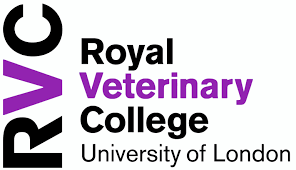 RVC
Royal
Veterinary
College
University of London